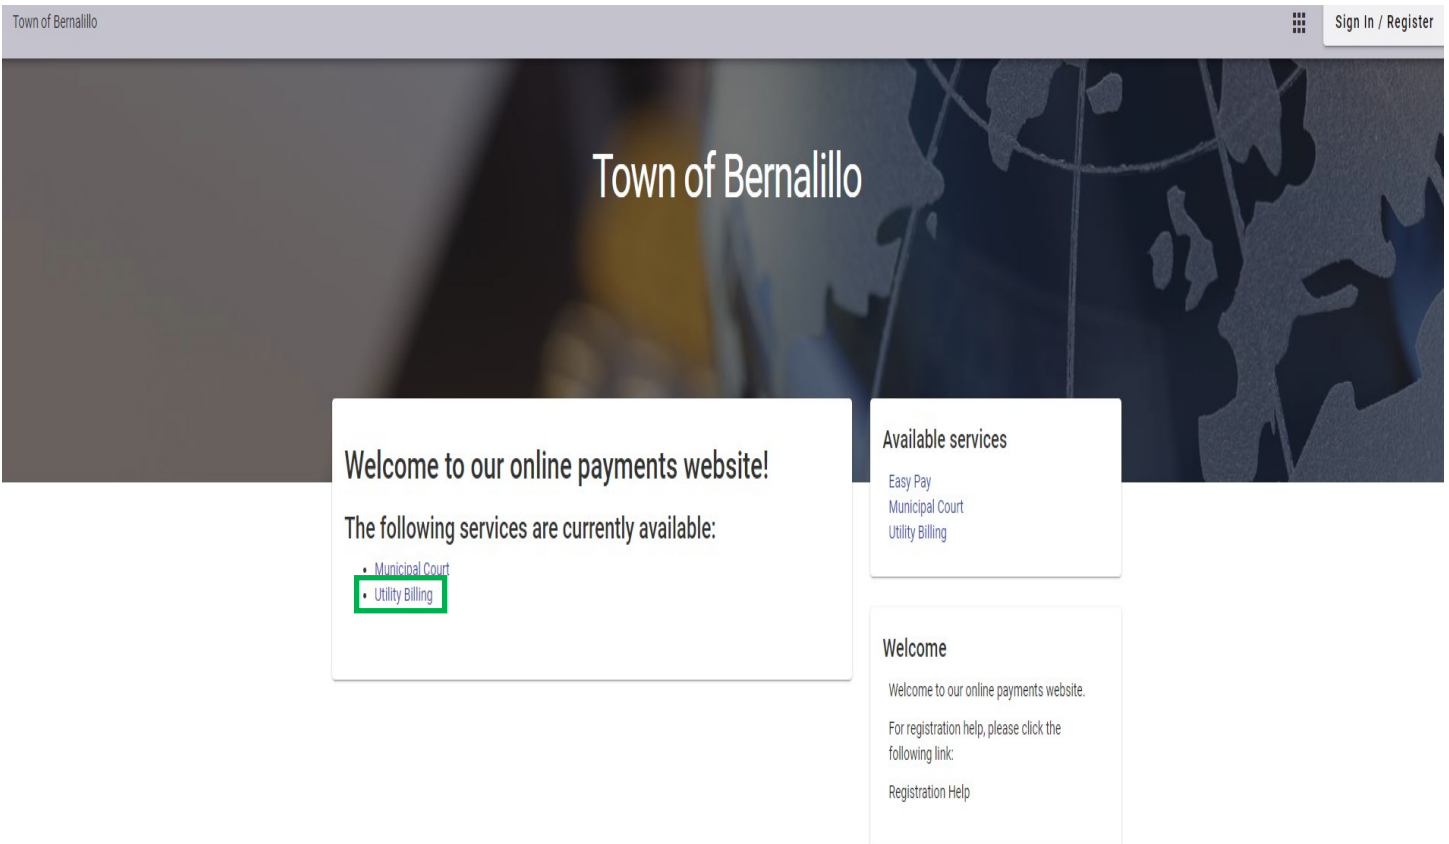 Town of Bernalillo
Sign In / Register
Town of Bernalillo
Welcome to our online payments website!
The following services are currently available:
• Municipal Court
• Utility Billing
Available services
Easy Pay
Municipal Court
Utility Billing
Welcome
Welcome to our online payments website.
For registration help, please click the
following link:
Registration Help